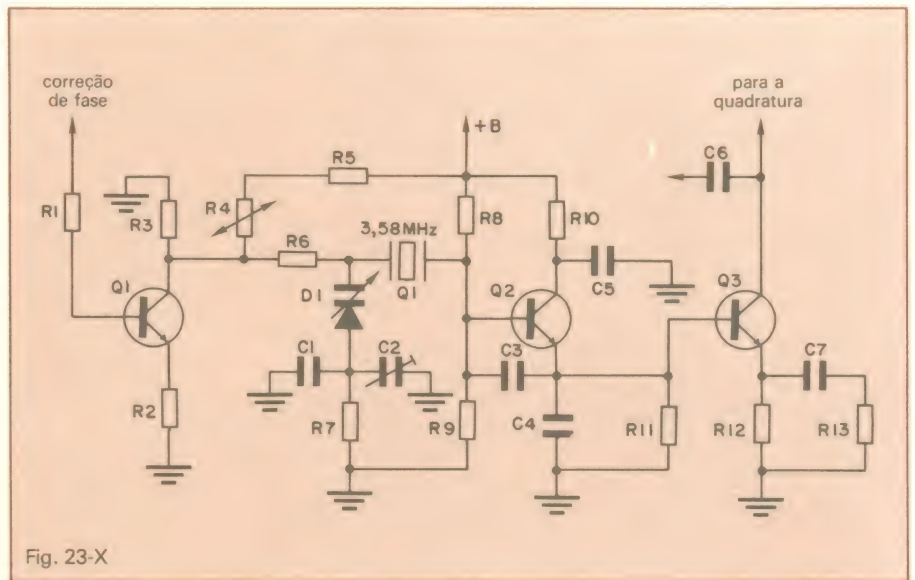 correção
de fase
para a
quadratura
+B
C6
R5
R1
R3
R4
R8
R10
3,58MHz
R6
Q1
D1
Q1
Q2
C5
Q3
C1
C2
C3
C7
R2
R7
R9
C4
R11
R12
R13
Fig. 23-X